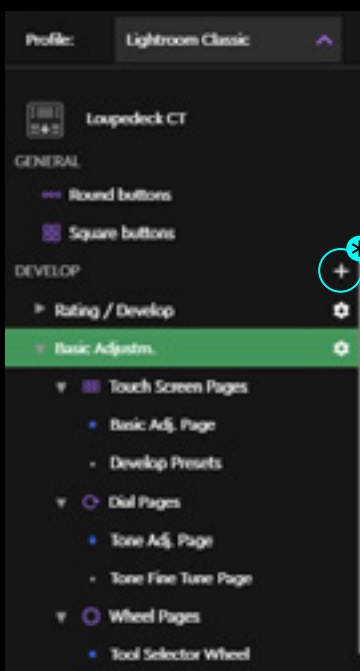 Profile: Lightroom Classic
Loupedeck CT
GENERAL
Round buttons
Square buttons
DEVELOP
Rating / Develop
Basic Adjustm.
Touch Screen Pages
Basic Adj. Page
Develop Presets
Dial Pages
Tone Adj. Page
Tone Fine Tune Page
Wheel Pages
Tool Selector Wheel